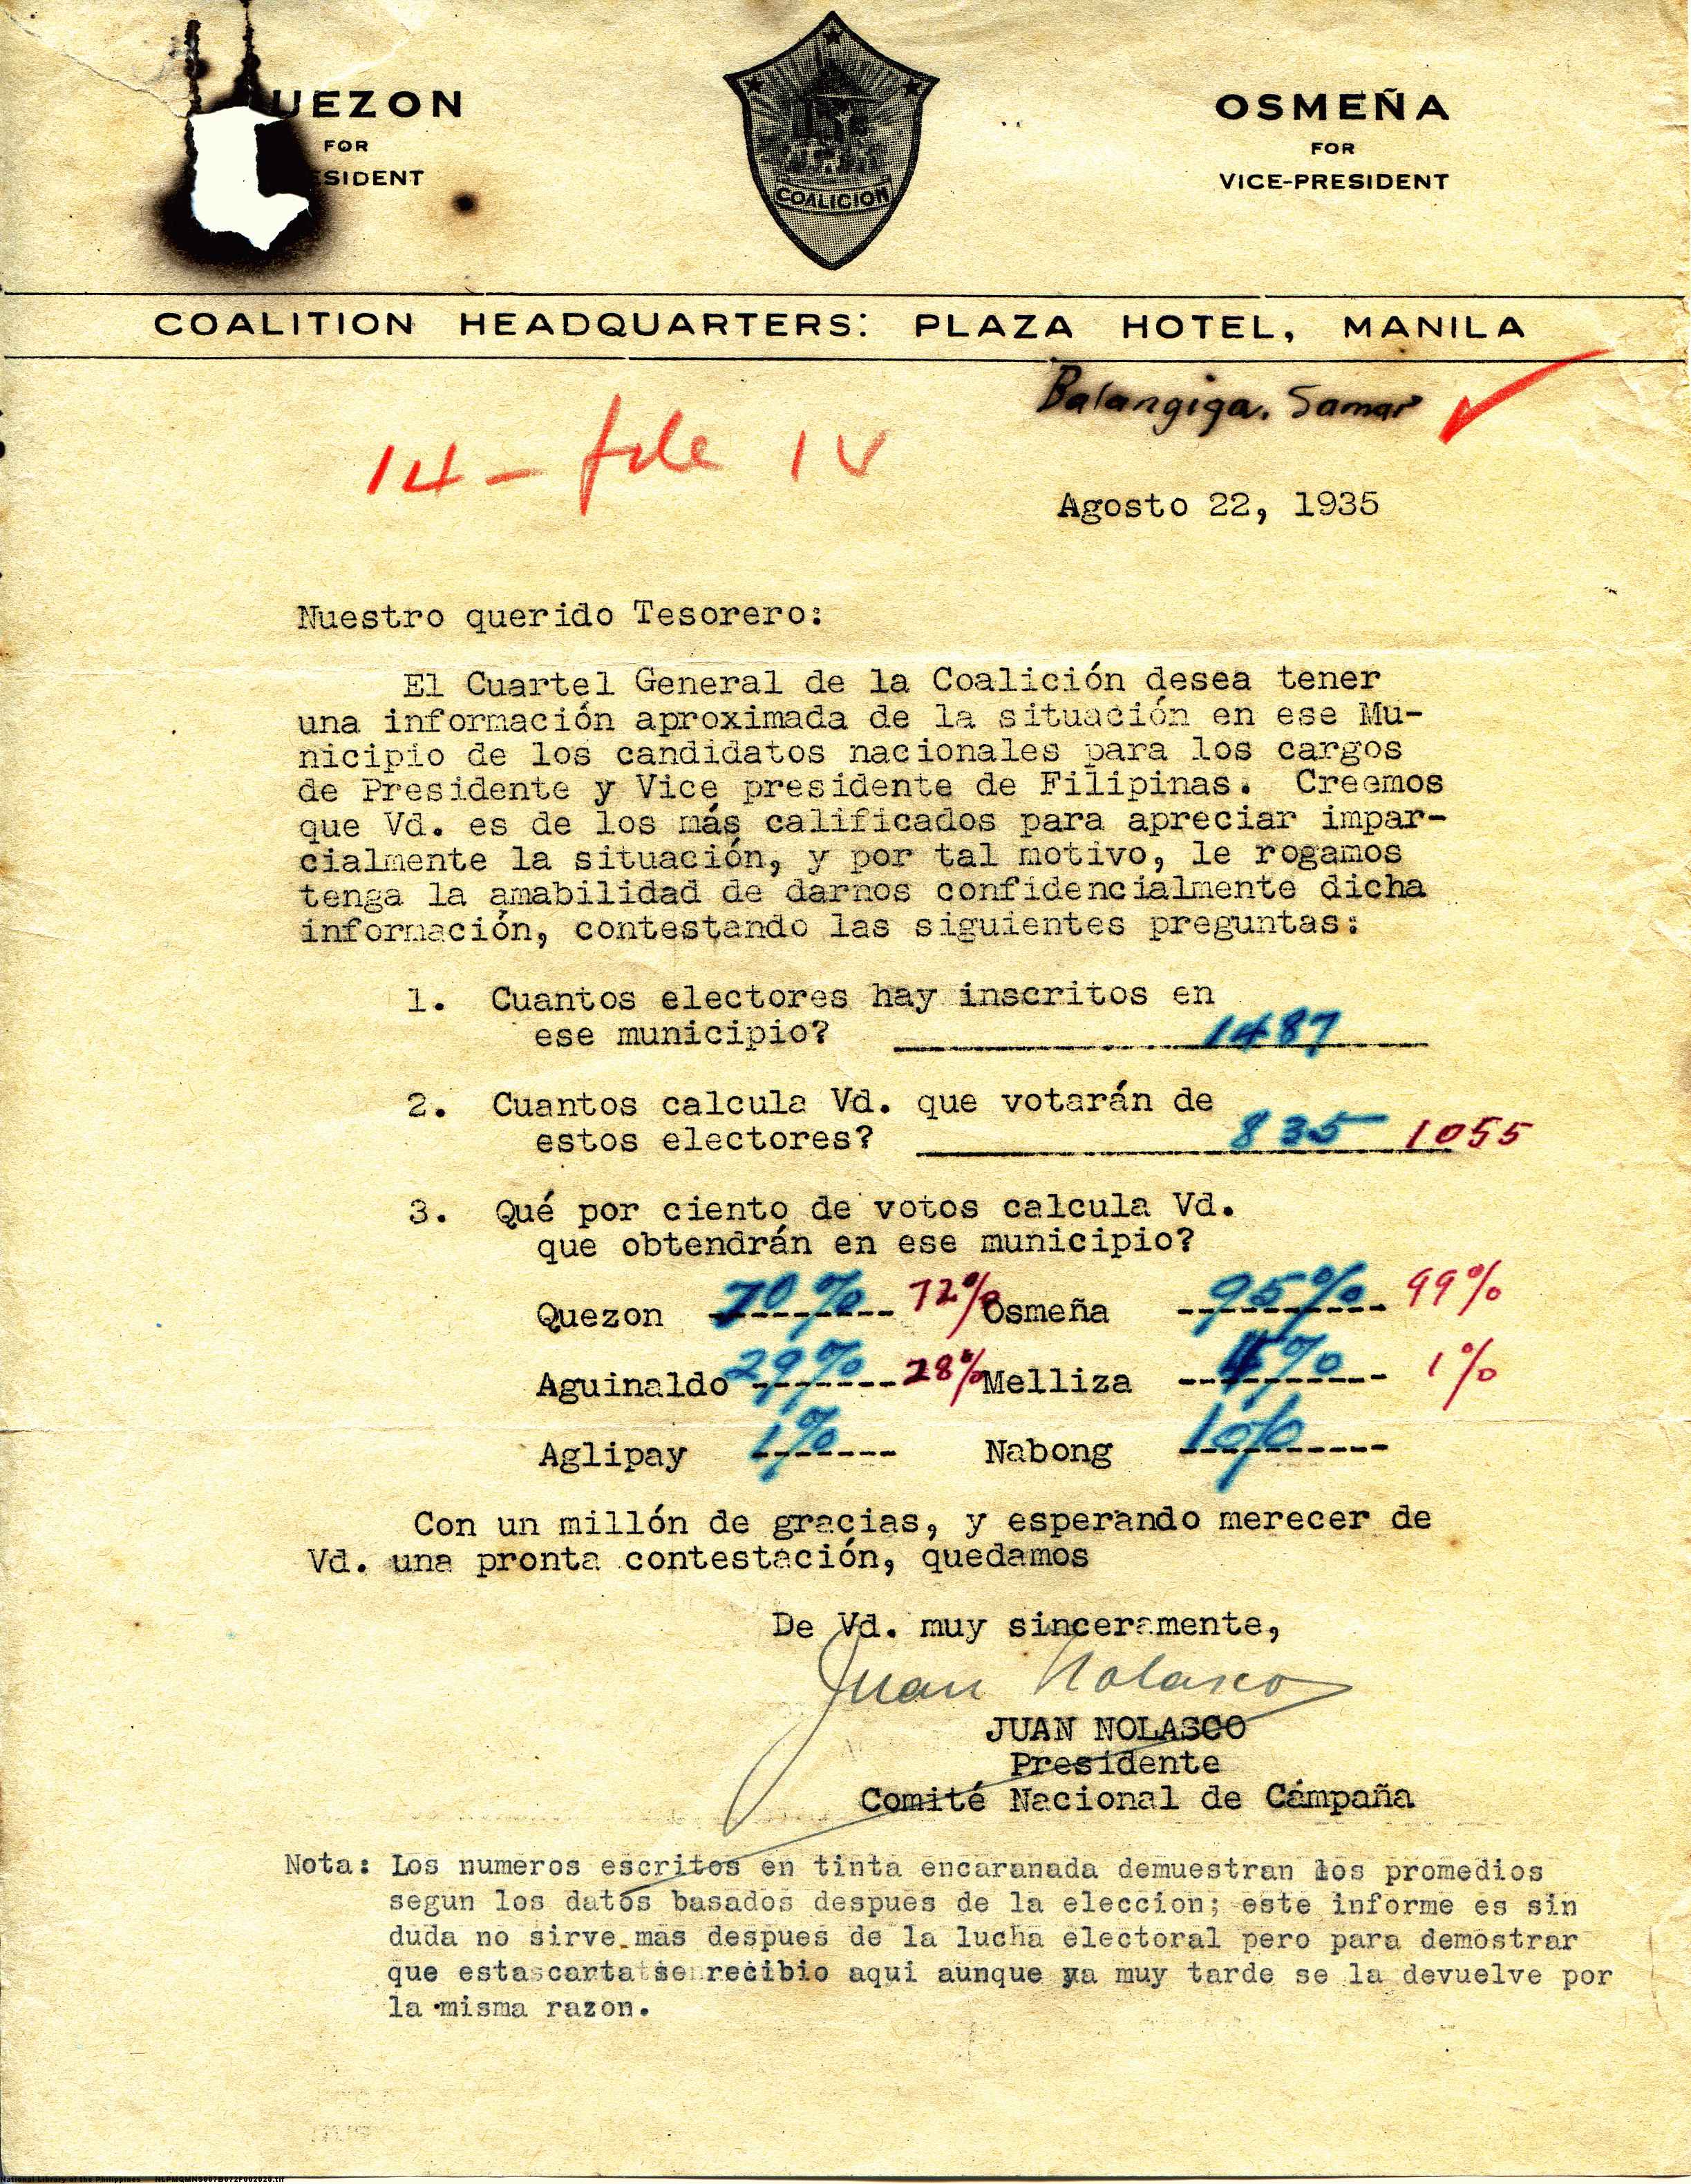 UEZON
FOR
SIDENT
COALICION
OSMEÑA
FOR
VICE-PRESIDENT
COALITION HEADQUARTERS: PLAZA HOTEL, MANILA
Balangiga. Samar
14 - file IV
Agosto 22, 1935
Nuestro querido Tesorero:
El Cuartel General de la Coalición desea tener
una información aproximada de la situación en ese Mu-
nicipio de los candidatos nacionales para los cargos
de Presidente y Vice presidente de Filipinas. Creemos
que Vd. es de los más calificados para apreciar impar-
cialmente la situación, y por tal motivo, le rogamos
tenga la amabilidad de darnos confidencialmente dicha
información, contestando las siguientes preguntas:
1. Cuantos electores hay inscritos en
ese municipio? 1487
2. Cuantos calcula Vd. que votarán de
estos electores? 835 1055
3. Qué por ciento de votos calcula Vd.
que obtendrán en ese municipio?
Quezon 70% 72% Osmeña 95% 99%
Aguinaldo 29% 28% Melliza 4% 1%
Aglipay 1% Nabong 1%
Con un millón de gracias, y esperando merecer de
Vd. una pronta contestación, quedamos
De Vd. muy sinceramente,
Juan Nolasco
JUAN NOLASCO
Presidente
Comité Nacional de Cámpaña
Nota: Los numeros escritos en tinta encaranada demuestran los promedios
segun los datos basados despues de la eleccion; este informe es sin
duda no sirve mas despues de la lucha electoral pero para demostrar
que esta carta se recibio aqui aunque ya muy tarde se la devuelve por
la misma razon.
National Library of the Philippines